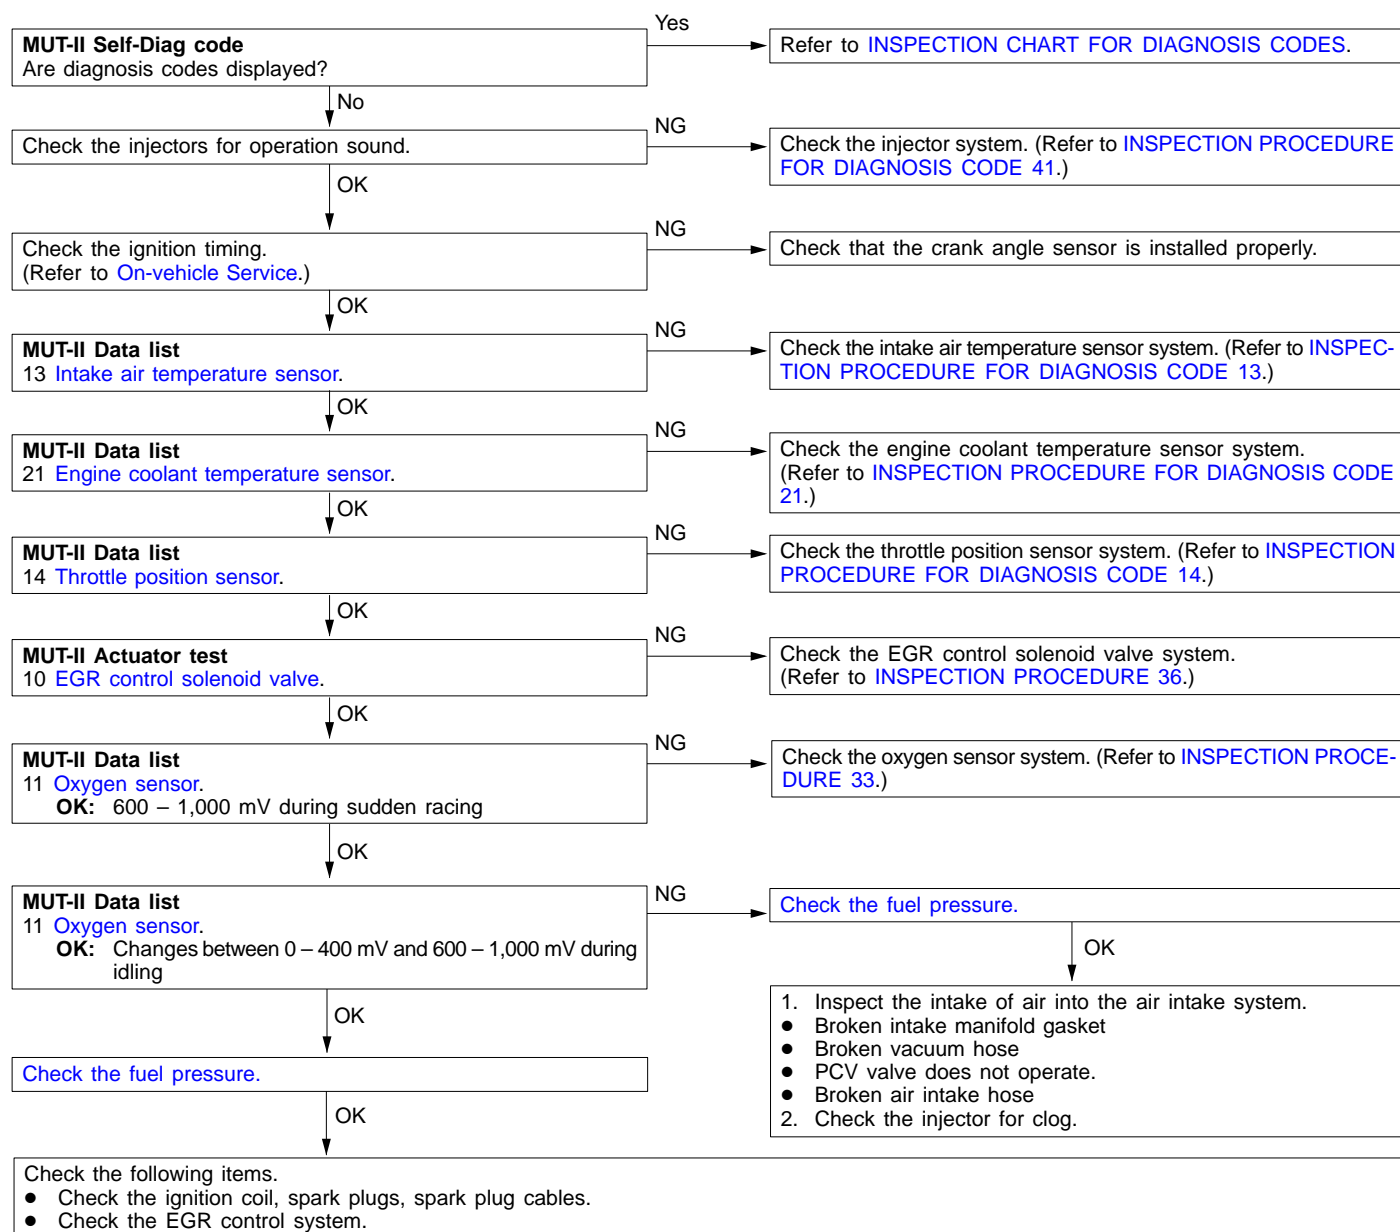 Yes
MUT-II Self-Diag code
Are diagnosis codes displayed?
Refer to INSPECTION CHART FOR DIAGNOSIS CODES.
No
NG
Check the injectors for operation sound.
Check the injector system. (Refer to INSPECTION PROCEDURE
FOR DIAGNOSIS CODE 41.)
OK
NG
Check the ignition timing.
(Refer to On-vehicle Service.)
Check that the crank angle sensor is installed properly.
OK
NG
MUT-II Data list
13 Intake air temperature sensor.
Check the intake air temperature sensor system. (Refer to INSPEC-
TION PROCEDURE FOR DIAGNOSIS CODE 13.)
OK
NG
MUT-II Data list
21 Engine coolant temperature sensor.
Check the engine coolant temperature sensor system.
(Refer to INSPECTION PROCEDURE FOR DIAGNOSIS CODE
21.)
OK
NG
MUT-II Data list
14 Throttle position sensor.
Check the throttle position sensor system. (Refer to INSPECTION
PROCEDURE FOR DIAGNOSIS CODE 14.)
OK
NG
MUT-II Actuator test
10 EGR control solenoid valve.
Check the EGR control solenoid valve system.
(Refer to INSPECTION PROCEDURE 36.)
OK
NG
MUT-II Data list
11 Oxygen sensor.
OK: 600 – 1,000 mV during sudden racing
Check the oxygen sensor system. (Refer to INSPECTION PROCE-
DURE 33.)
OK
NG
MUT-II Data list
11 Oxygen sensor.
OK: Changes between 0 – 400 mV and 600 – 1,000 mV during
idling
Check the fuel pressure.
OK
1. Inspect the intake of air into the air intake system.
● Broken intake manifold gasket
● Broken vacuum hose
● PCV valve does not operate.
● Broken air intake hose
2. Check the injector for clog.
OK
Check the fuel pressure.
OK
Check the following items.
● Check the ignition coil, spark plugs, spark plug cables.
● Check the EGR control system.